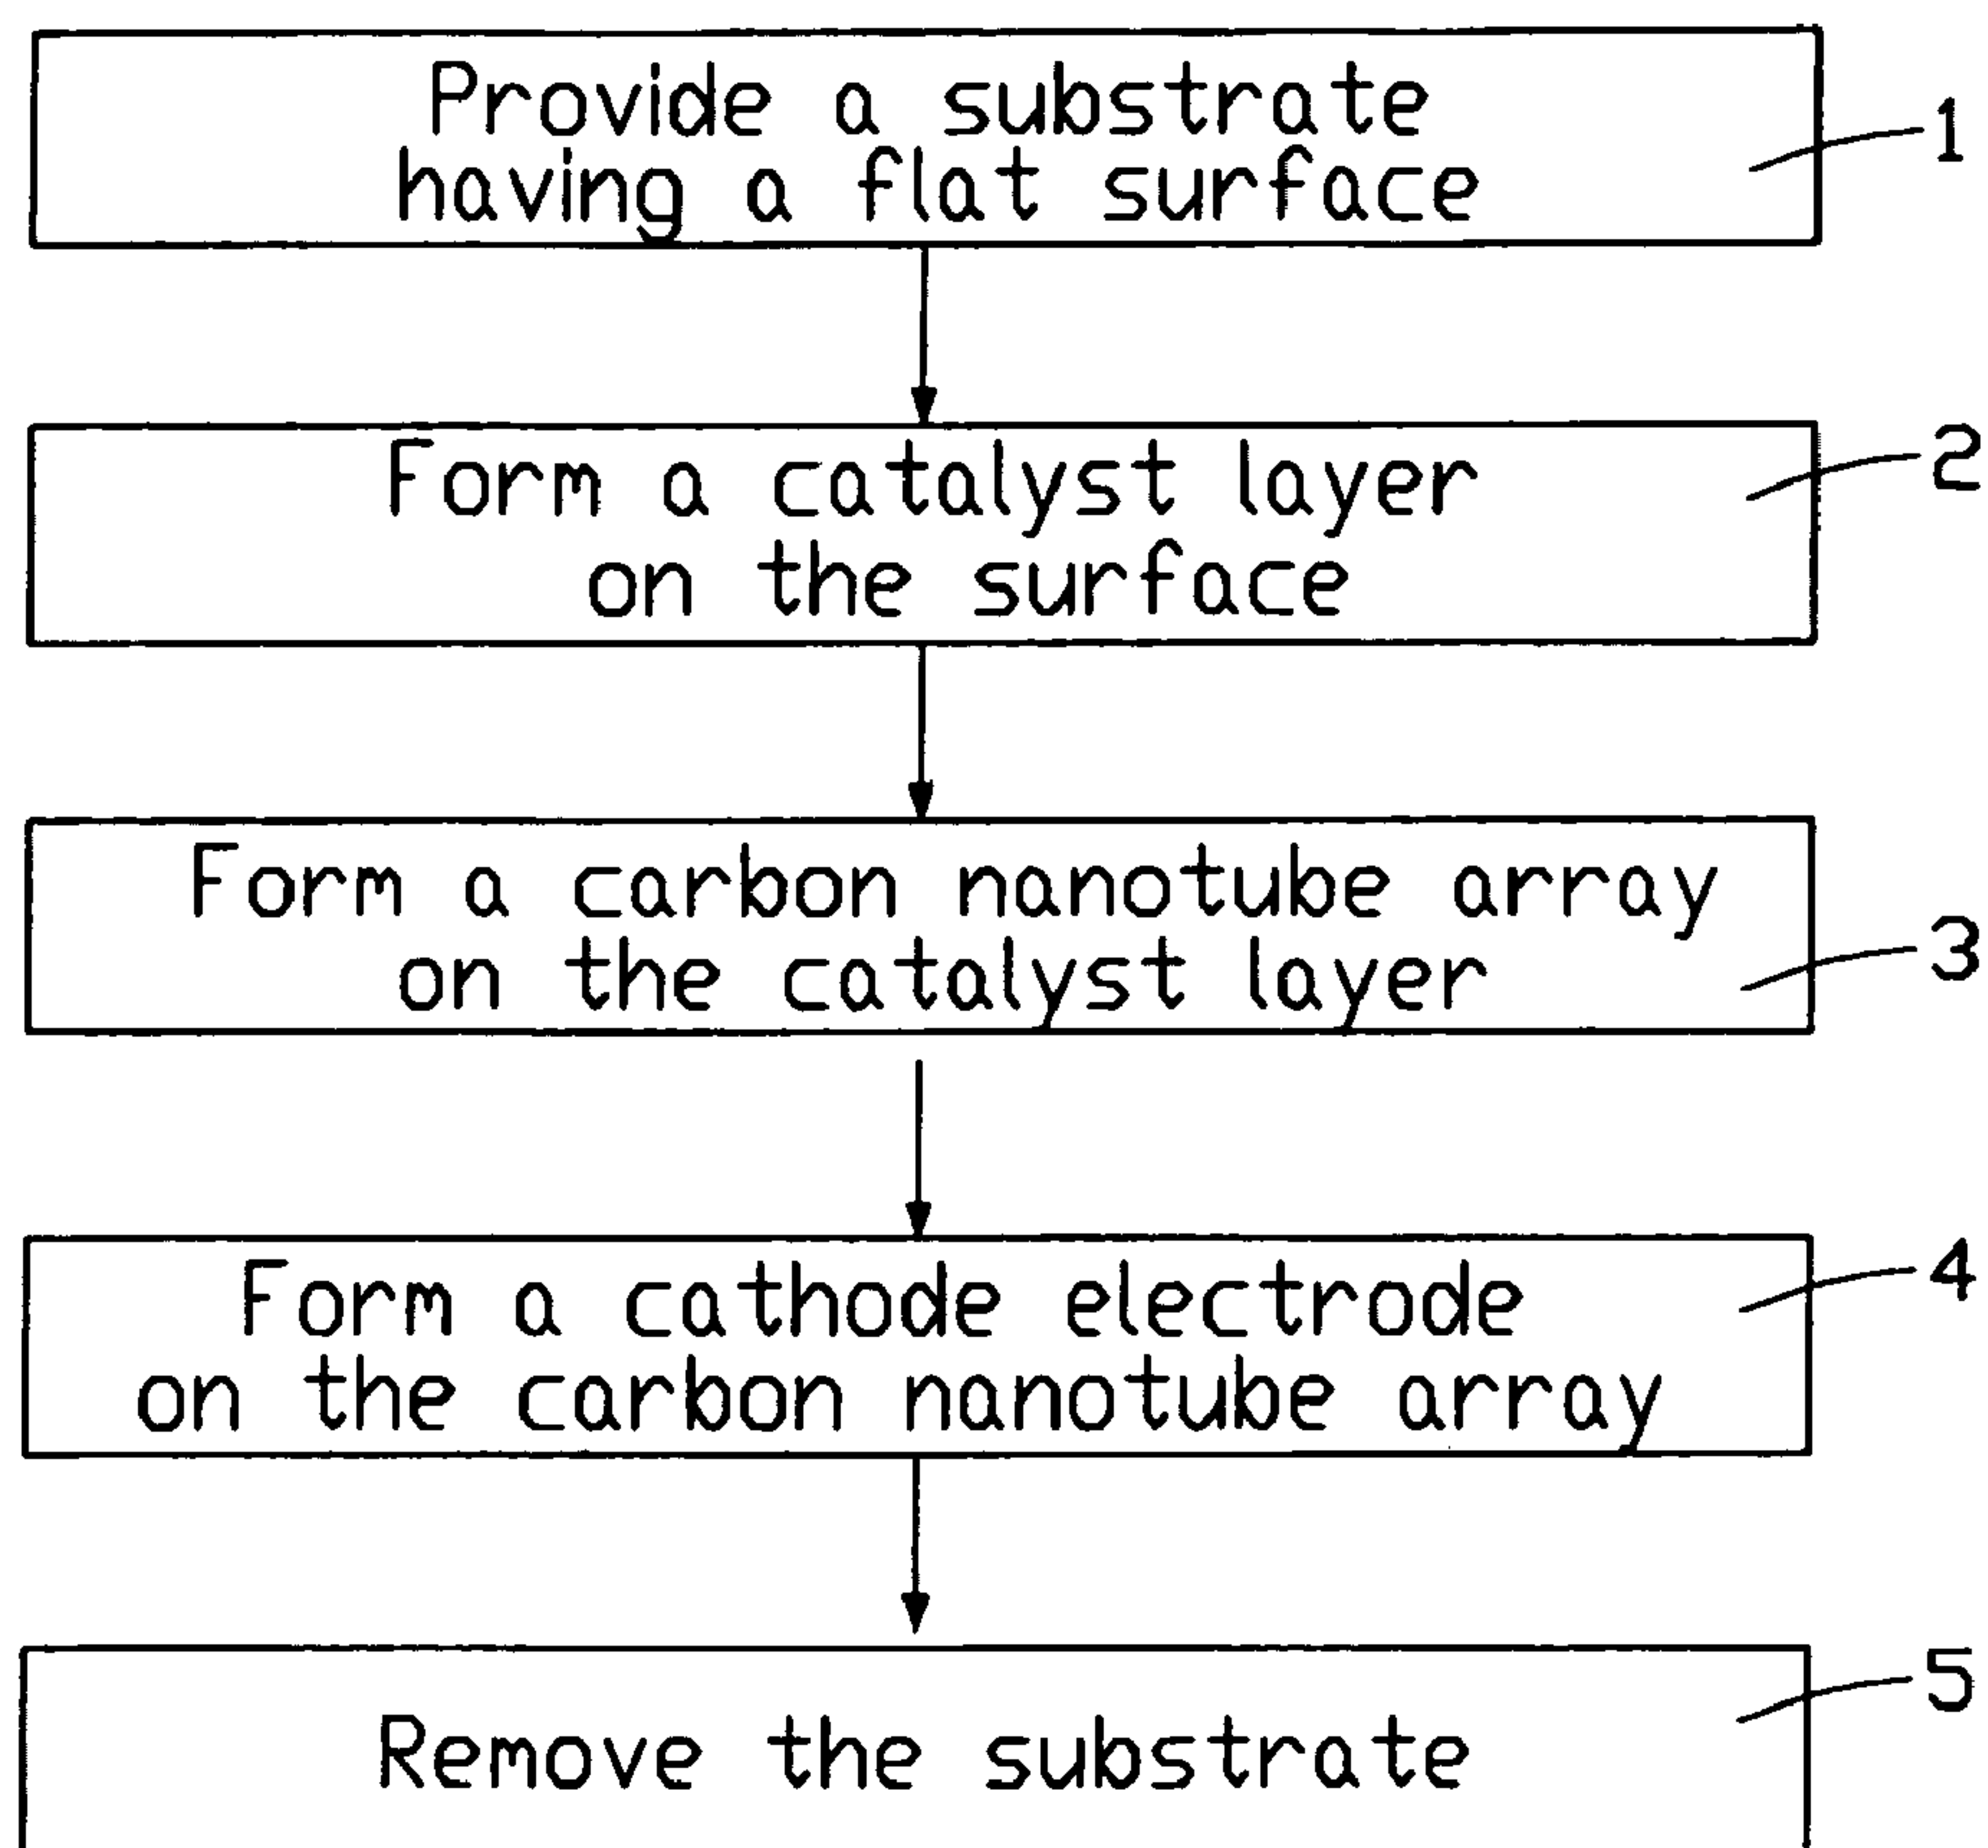 Provide a substrate
having a flat surface
1
Form a catalyst layer
on the surface
2
Form a carbon nanotube array
on the catalyst layer
3
Form a cathode electrode
on the carbon nanotube array
4
Remove the substrate
5